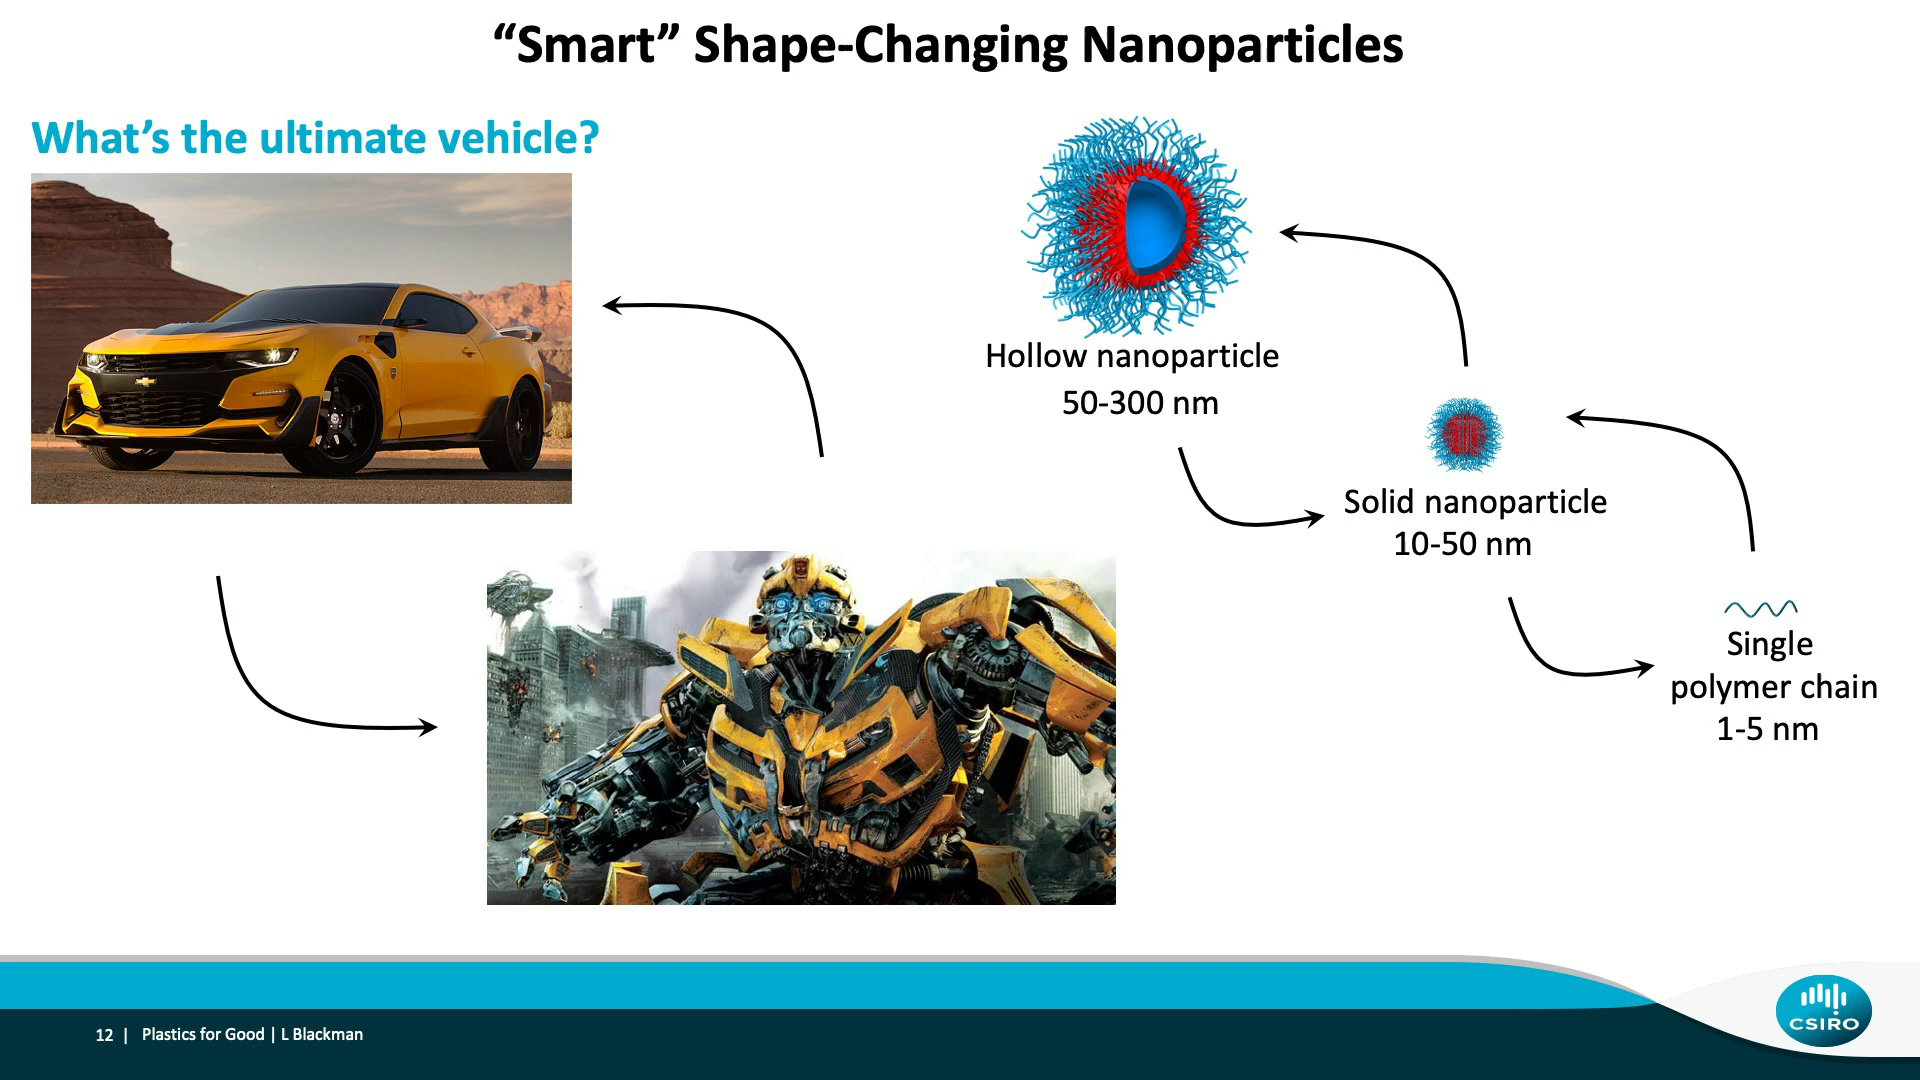 “Smart” Shape-Changing Nanoparticles
What’s the ultimate vehicle?
Hollow nanoparticle
50-300 nm
Solid nanoparticle
10-50 nm
Single
polymer chain
1-5 nm
12 | Plastics for Good | L Blackman
CSIRO